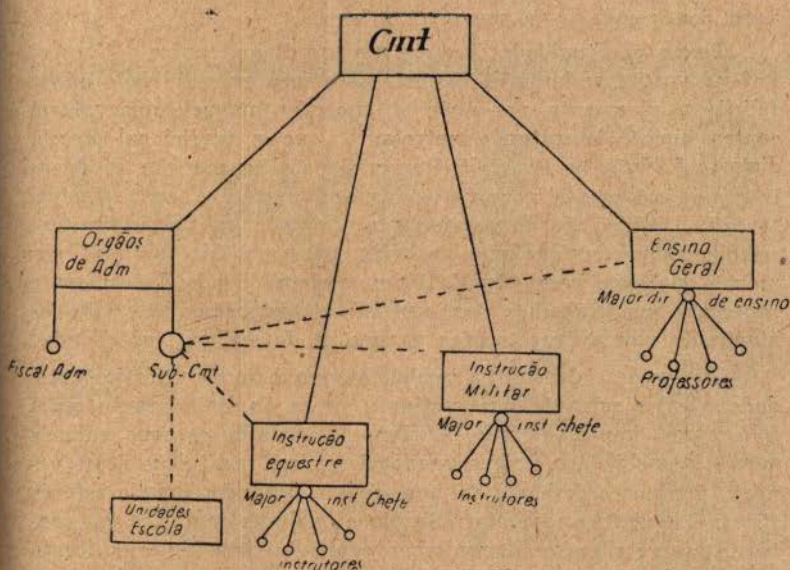 Cmt
Orgãos
de Adm
Ensino
Geral
Major dir de ensino
Fiscal Adm
Sub-Cmt
Professores
Instrução
Militar
Major inst chefe
Instrutores
Instrução
equestre
Major inst Chefe
instrutores
Unidades
Escóla